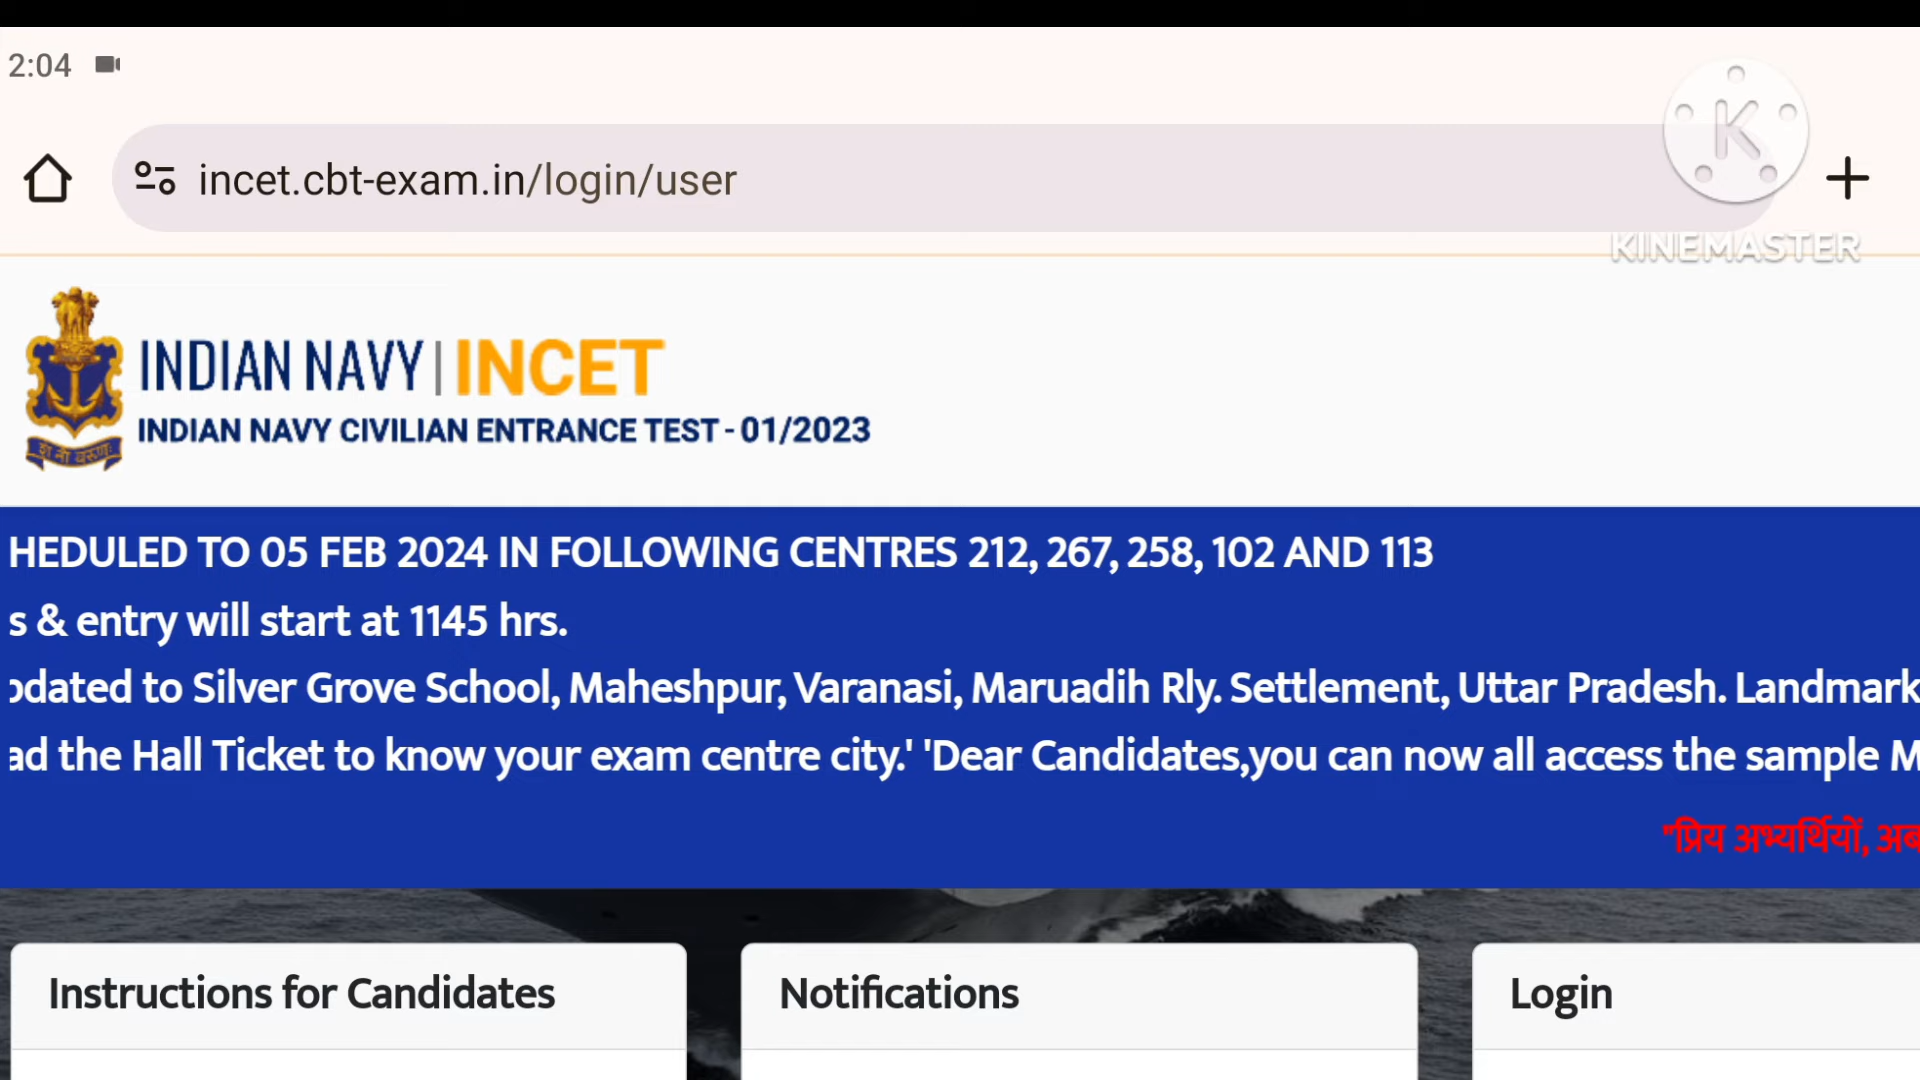 2:04
incet.cbt-exam.in/login/user
K
KINEMASTER
INDIAN NAVY | INCET
INDIAN NAVY CIVILIAN ENTRANCE TEST - 01/2023
HEDULED TO 05 FEB 2024 IN FOLLOWING CENTRES 212, 267, 258, 102 AND 113
s & entry will start at 1145 hrs.
pdated to Silver Grove School, Maheshpur, Varanasi, Maruadih Rly. Settlement, Uttar Pradesh. Landmark
ad the Hall Ticket to know your exam centre city.' 'Dear Candidates,you can now all access the sample M
"प्रिय अभ्यर्थियों, अब
Instructions for Candidates
Notifications
Login